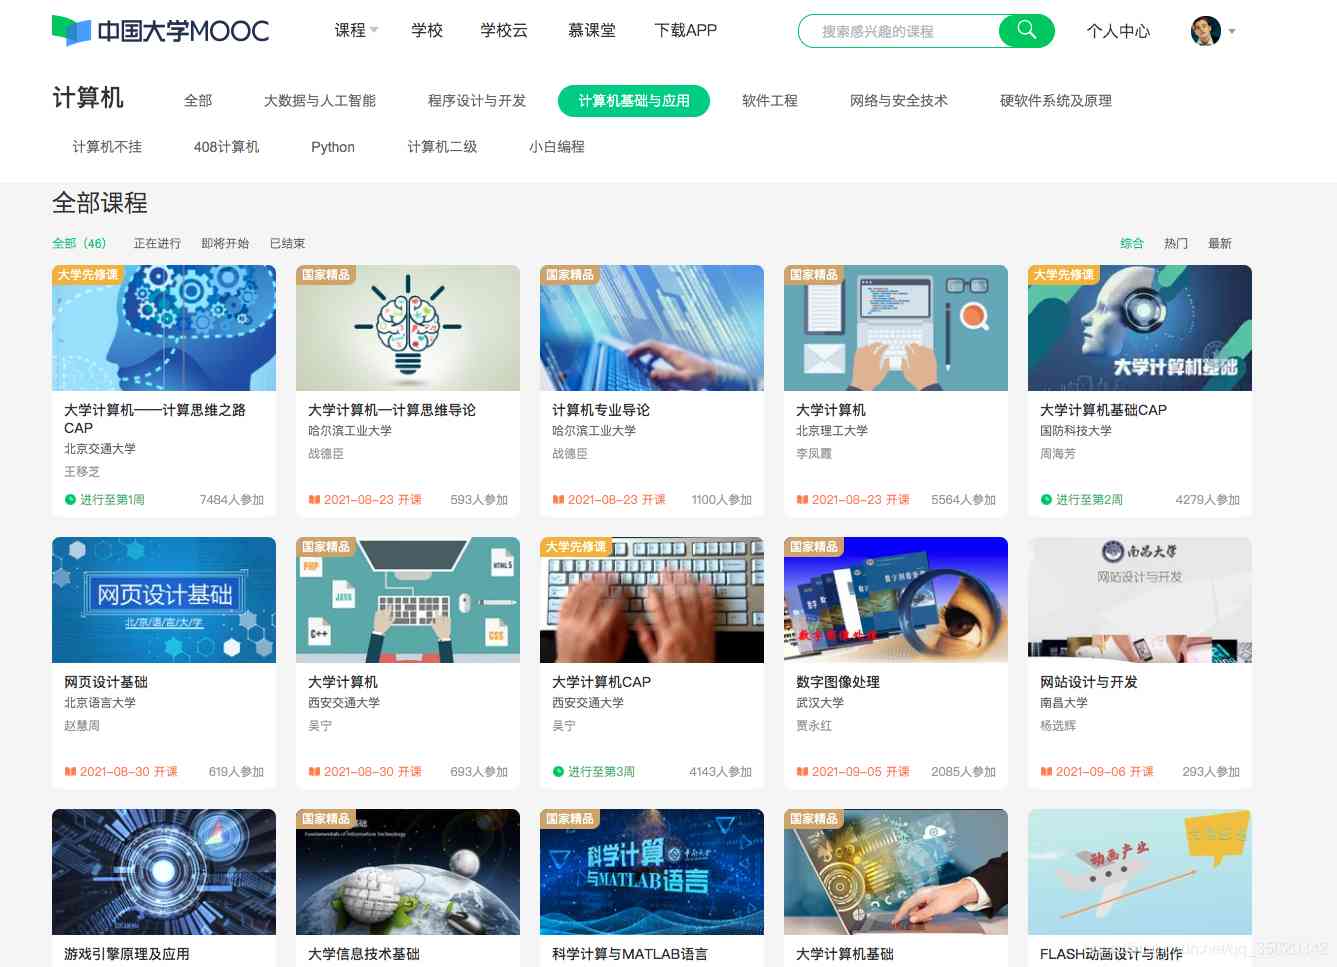 中国大学MOOC
课程
学校
学校云
慕课堂
下载APP
搜索感兴趣的课程
个人中心
计算机
全部
大数据与人工智能
程序设计与开发
计算机基础与应用
软件工程
网络与安全技术
硬软件系统及原理
计算机不挂
408计算机
Python
计算机二级
小白编程
全部课程
全部（46）
正在进行
即将开始
已结束
综合
热门
最新
大学先修课
国家精品
国家精品
国家精品
大学先修课
大学计算机基础
大学计算机——计算思维之路
CAP
北京交通大学
王移芝
进行至第1周
7484人参加
大学计算机—计算思维导论
哈尔滨工业大学
战德臣
2021-08-23 开课
593人参加
计算机专业导论
哈尔滨工业大学
战德臣
2021-08-23 开课
1100人参加
大学计算机
北京理工大学
李凤霞
2021-08-23 开课
5564人参加
大学计算机基础CAP
国防科技大学
周海芳
进行至第2周
4279人参加
网页设计基础
北京语言大学
国家精品
PHP
JAVA
C++
HTML5
CSS
大学先修课
国家精品
数字图像处理
南昌大学
网站设计与开发
网页设计基础
北京语言大学
赵慧周
2021-08-30 开课
619人参加
大学计算机
西安交通大学
吴宁
2021-08-30 开课
693人参加
大学计算机CAP
西安交通大学
吴宁
进行至第3周
4143人参加
数字图像处理
武汉大学
贾永红
2021-09-05 开课
2085人参加
网站设计与开发
南昌大学
杨选辉
2021-09-06 开课
293人参加
国家精品
Fundamentals of Information Technology
国家精品
科学计算
与MATLAB语言
中南大学
国家精品
动画产业
游戏引擎原理及应用
大学信息技术基础
科学计算与MATLAB语言
大学计算机基础
FLASH动画设计与制作